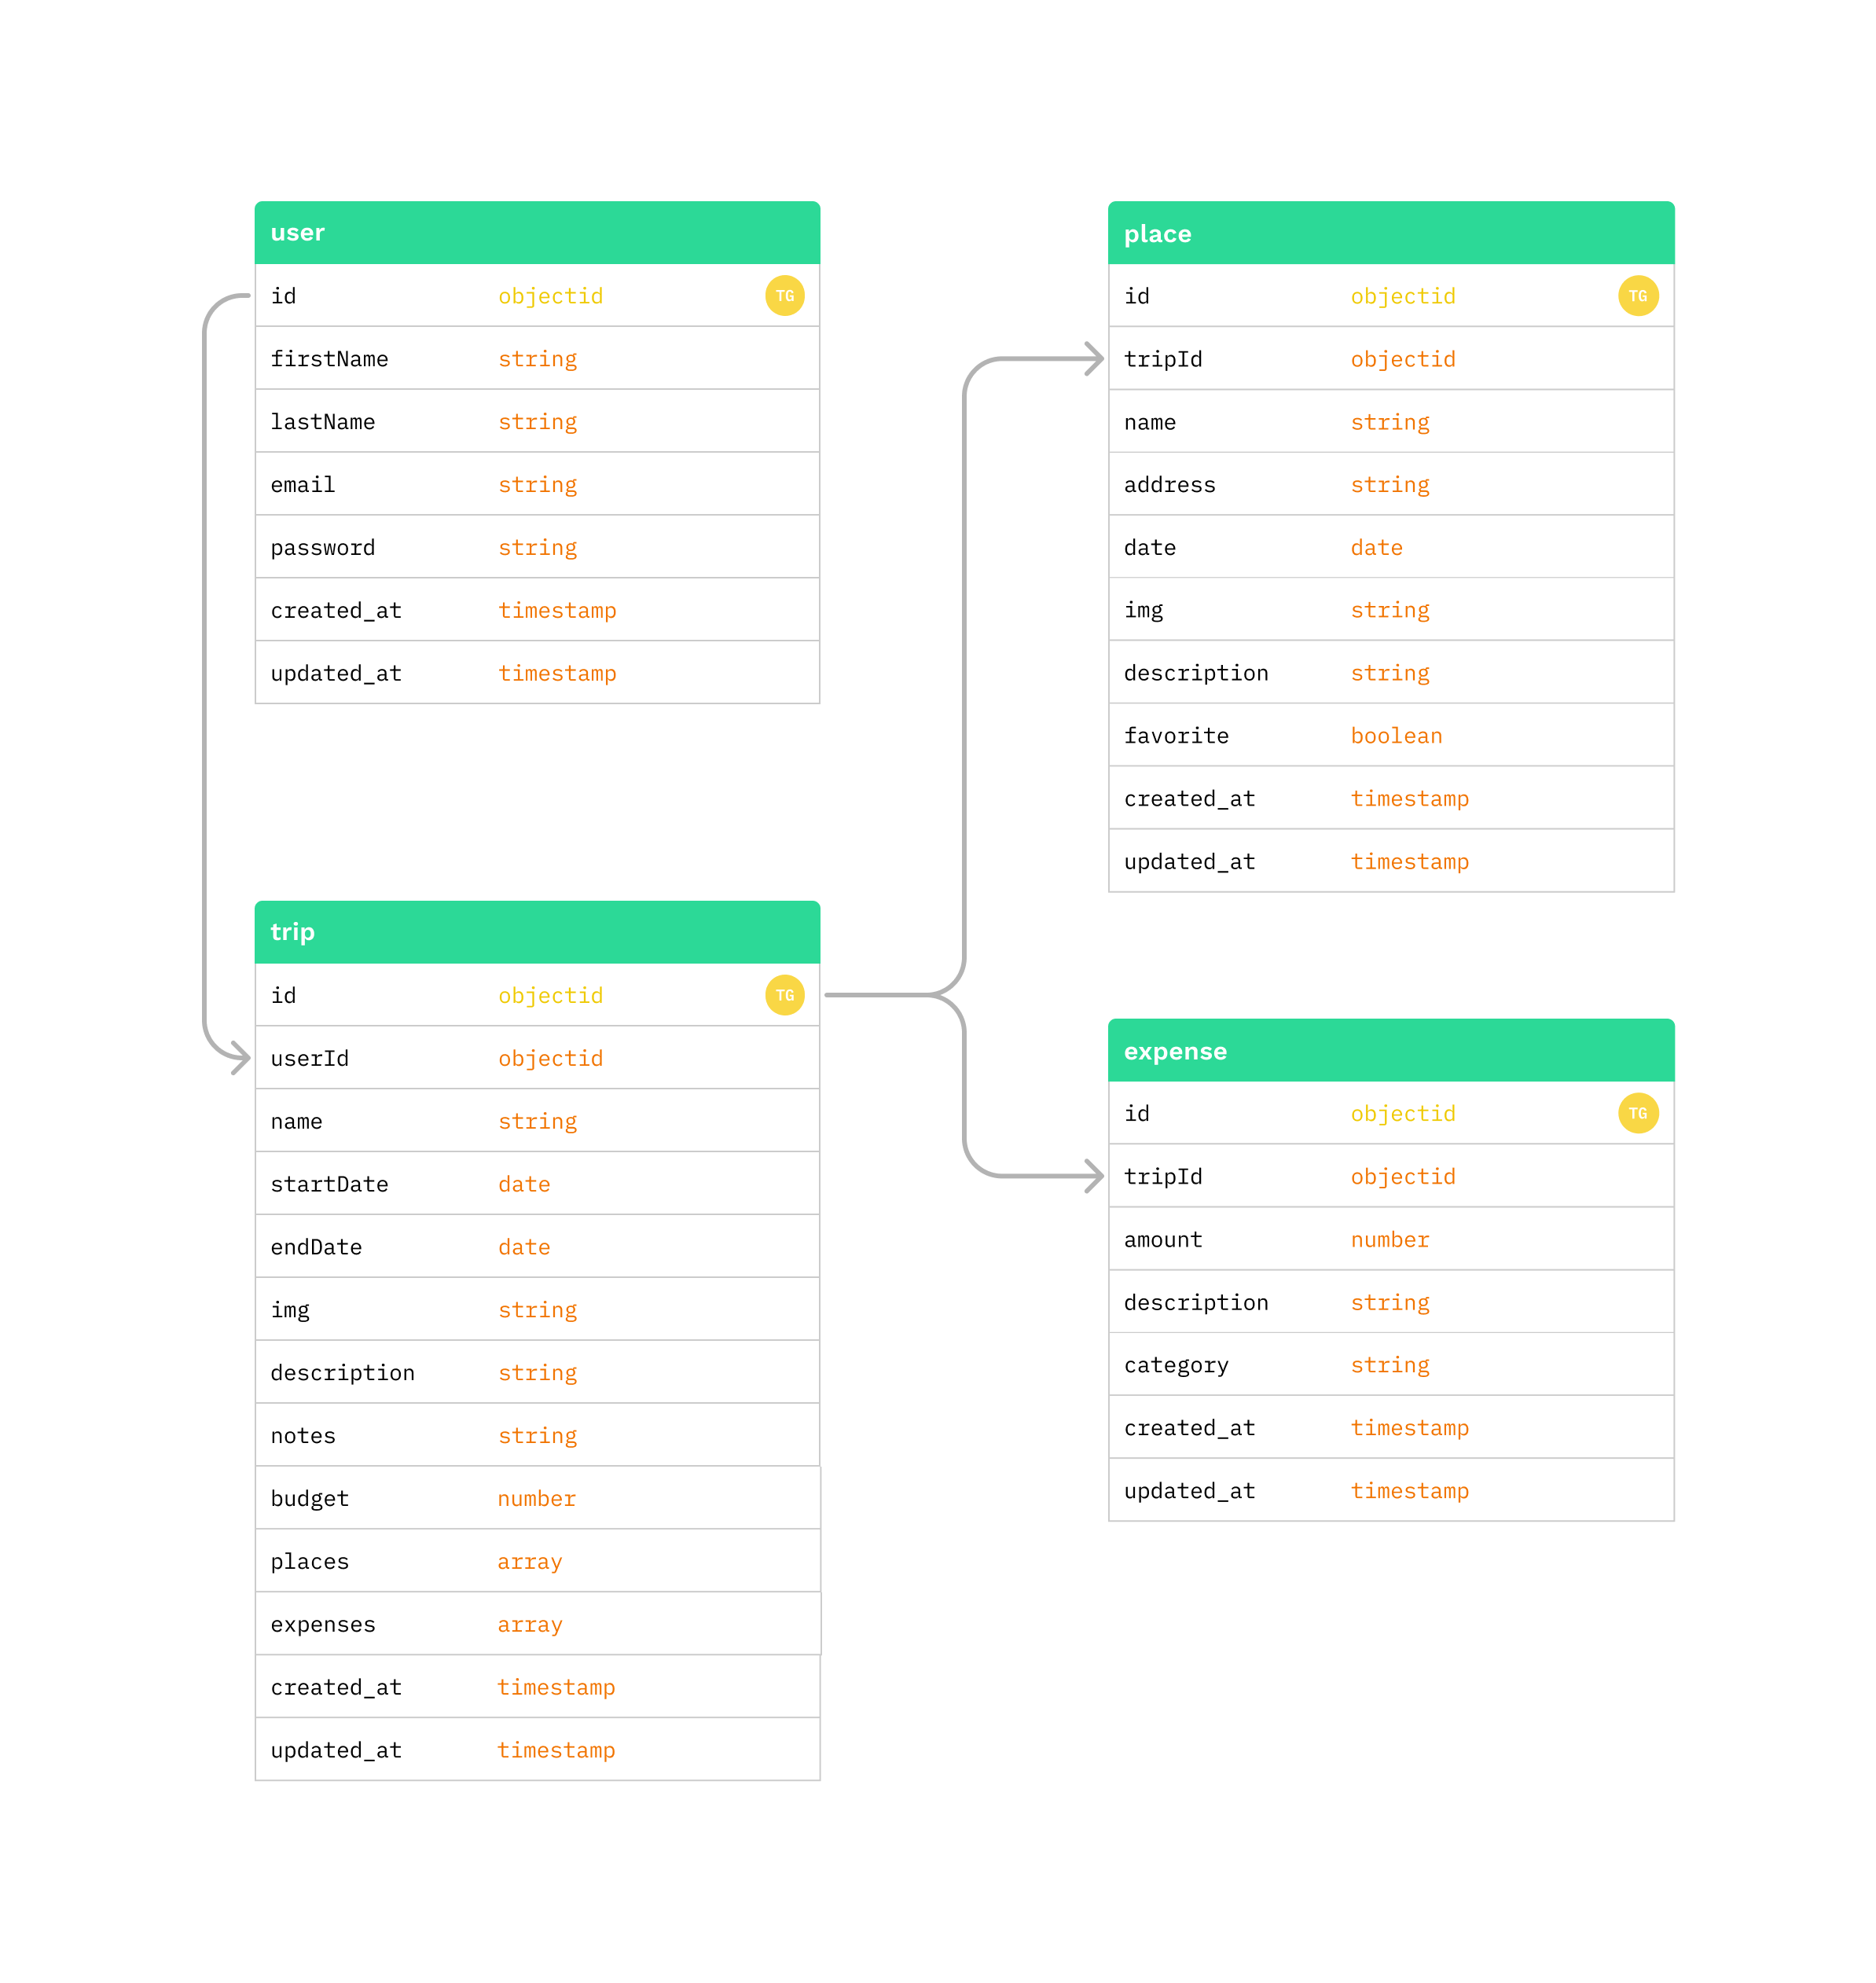 user
id objectid TG
firstName string
lastName string
email string
password string
created_at timestamp
updated_at timestamp
trip
id objectid TG
userId objectid
name string
startDate date
endDate date
img string
description string
notes string
budget number
places array
expenses array
created_at timestamp
updated_at timestamp
place
id objectid TG
tripId objectid
name string
address string
date date
img string
description string
favorite boolean
created_at timestamp
updated_at timestamp
expense
id objectid TG
tripId objectid
amount number
description string
category string
created_at timestamp
updated_at timestamp